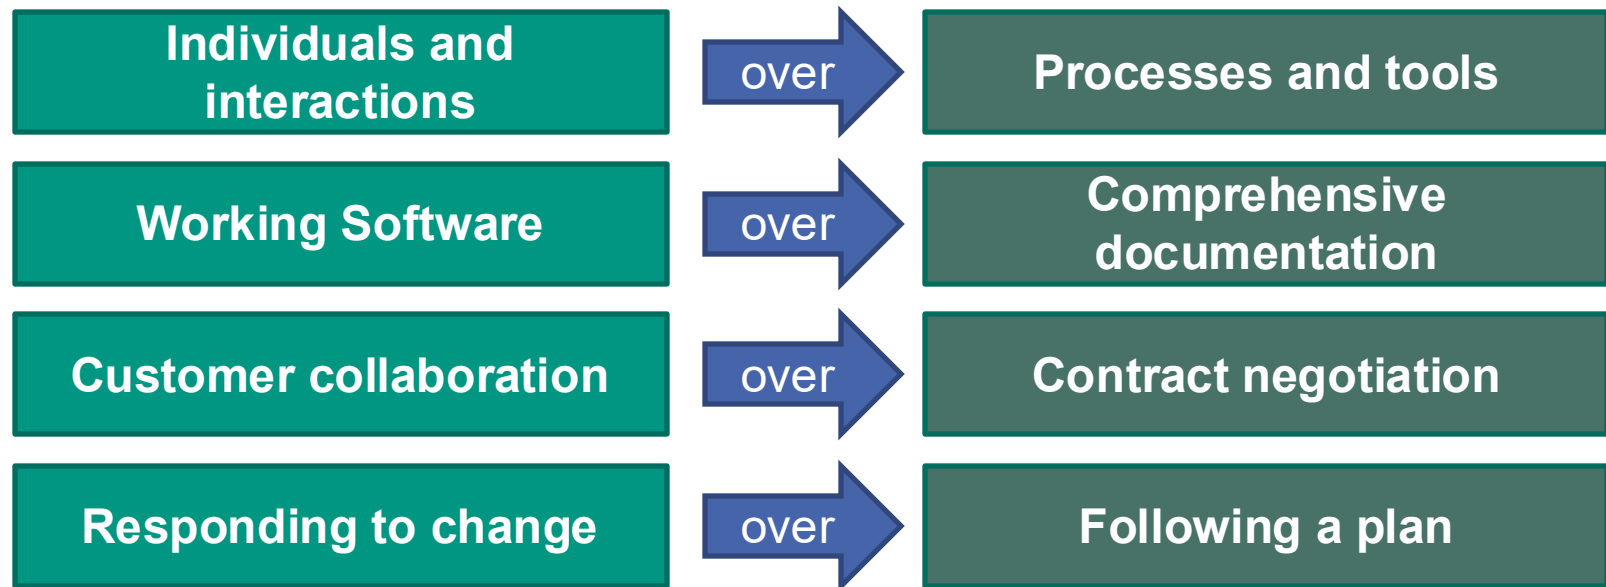 Individuals and
interactions
over
Processes and tools
Working Software
over
Comprehensive
documentation
Customer collaboration
over
Contract negotiation
Responding to change
over
Following a plan